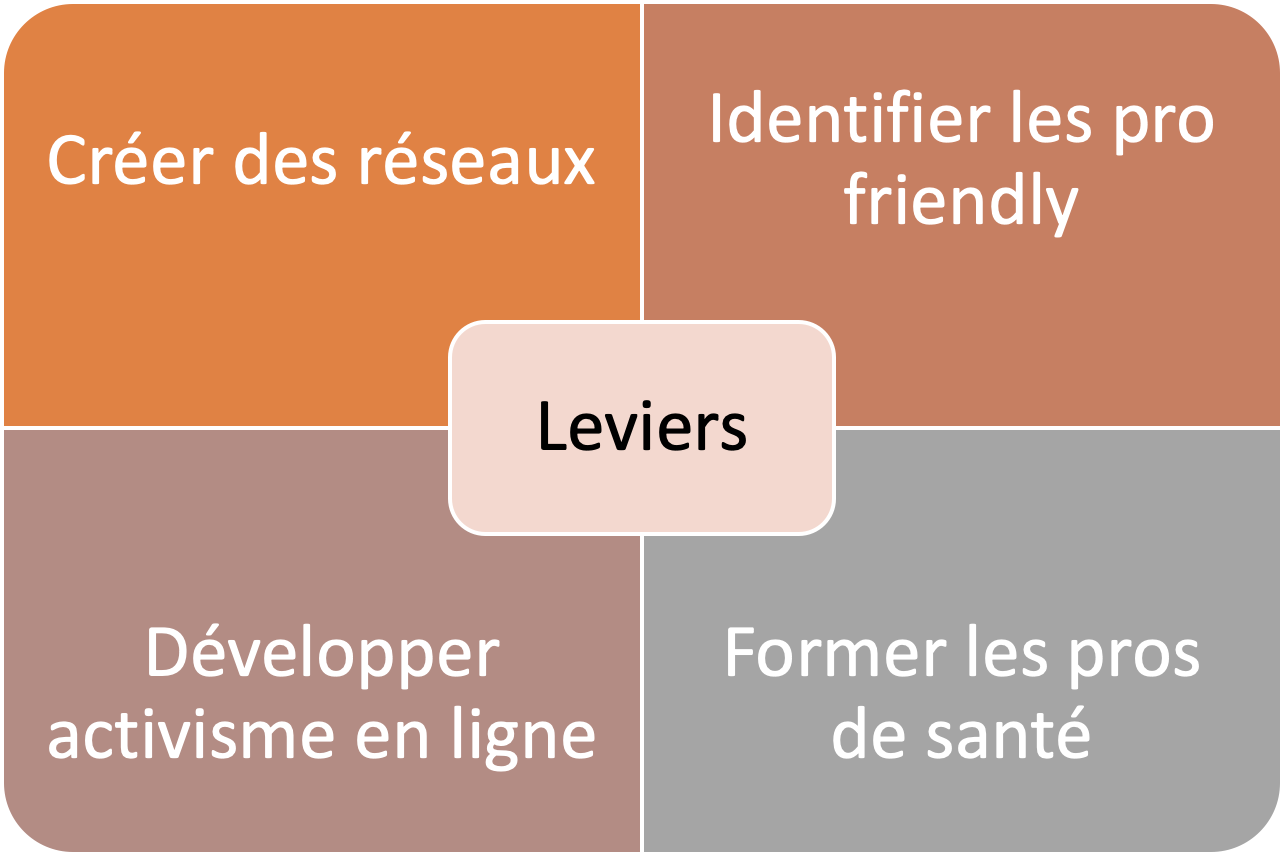 Créer des réseaux
Identifier les pro
friendly
Leviers
Développer
activisme en ligne
Former les pros
de santé